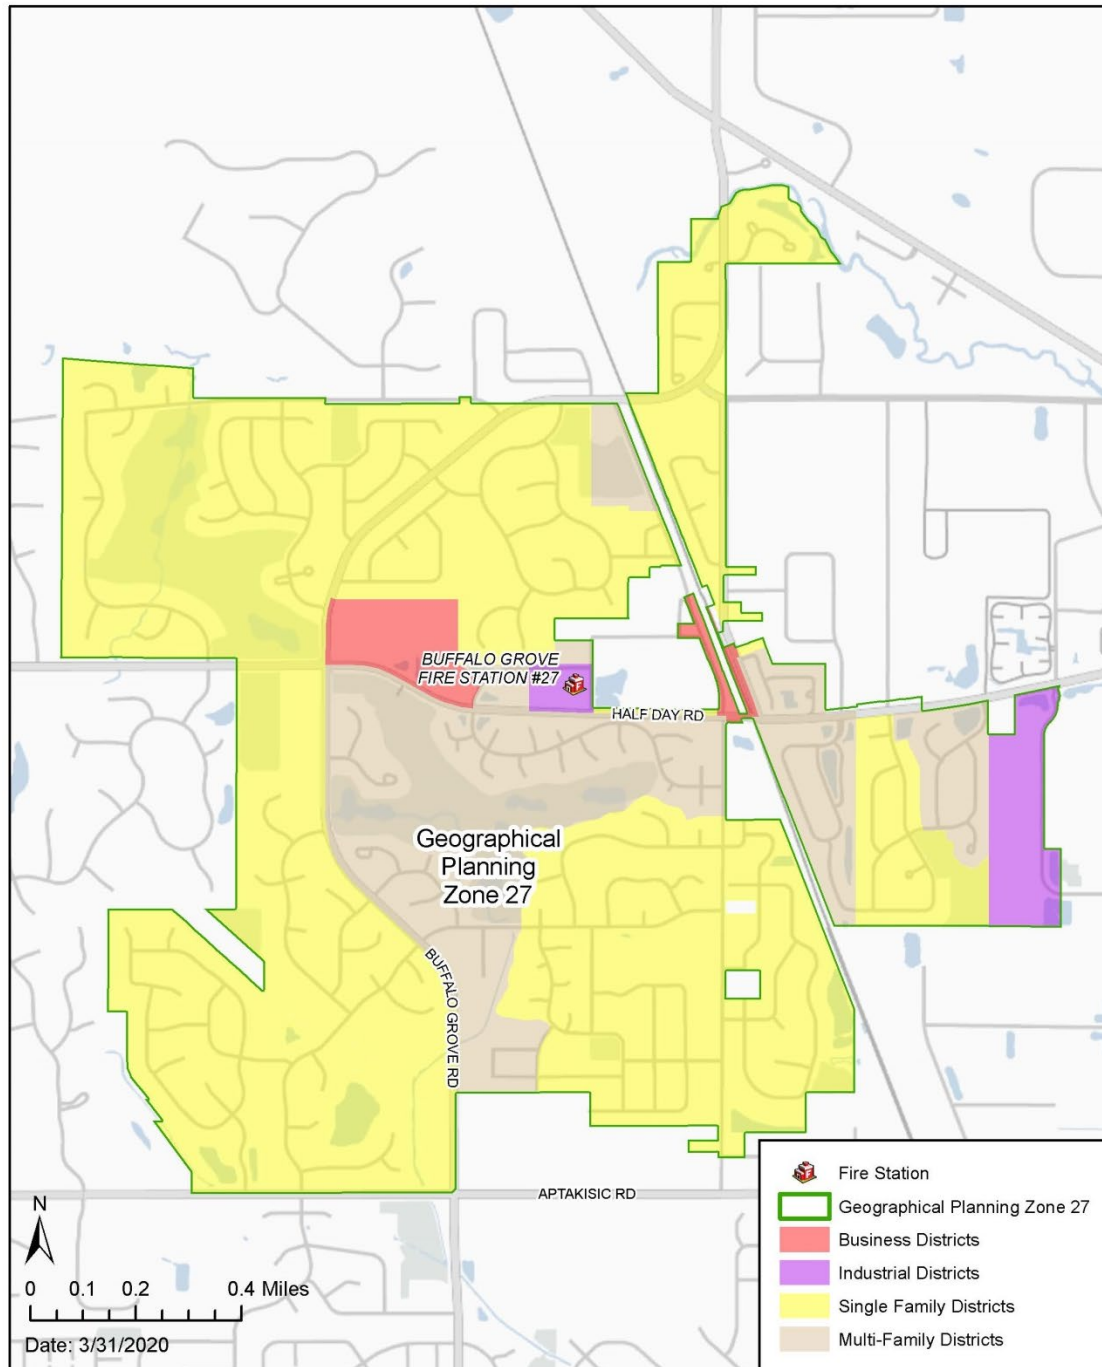 BUFFALO GROVE
FIRE STATION #27
HALF DAY RD
Geographical
Planning
Zone 27
BUFFALO GROVE RD
APTAKISIC RD
N
0 0.1 0.2 0.4 Miles
Date: 3/31/2020
Fire Station
Geographical Planning Zone 27
Business Districts
Industrial Districts
Single Family Districts
Multi-Family Districts